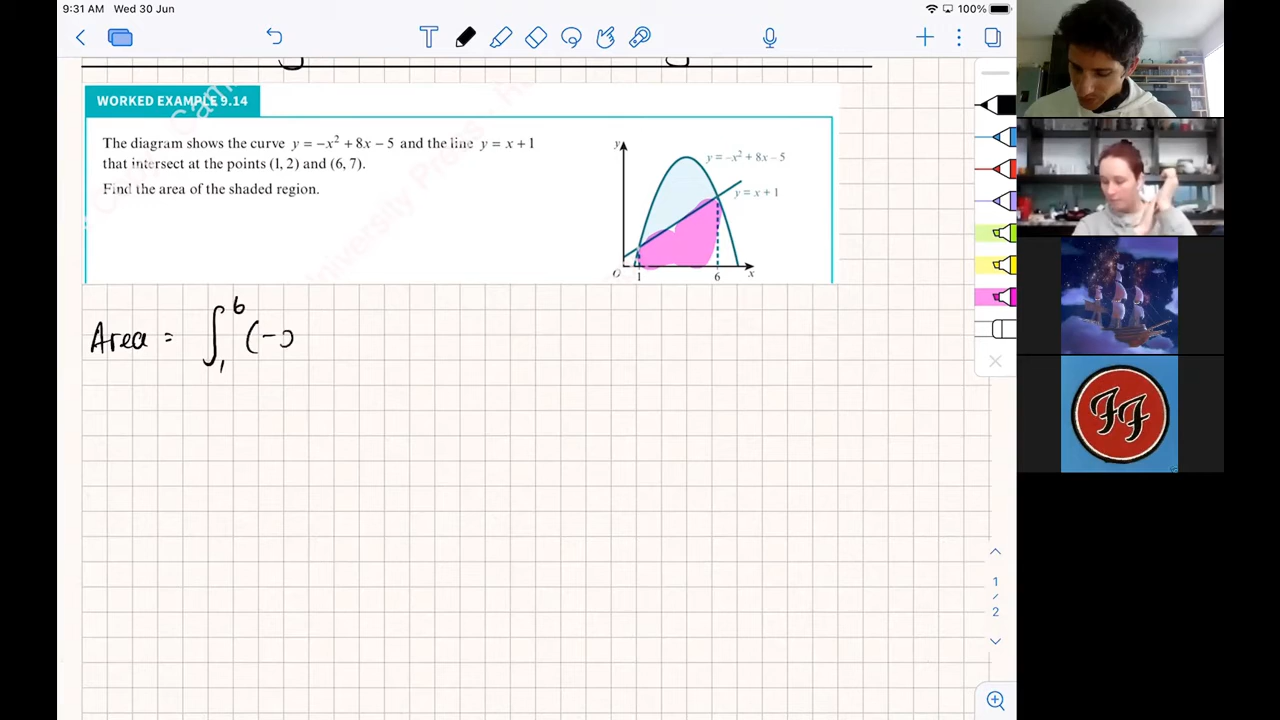 9:31 AM Wed 30 Jun
100%
WORKED EXAMPLE 9.14
The diagram shows the curve y = −x² + 8x − 5 and the line y = x + 1
that intersect at the points (1, 2) and (6, 7).
Find the area of the shaded region.
y
y = −x² + 8x − 5
y = x + 1
O 1 6 x
Area = ∫₁⁶ (-
FF
1
2